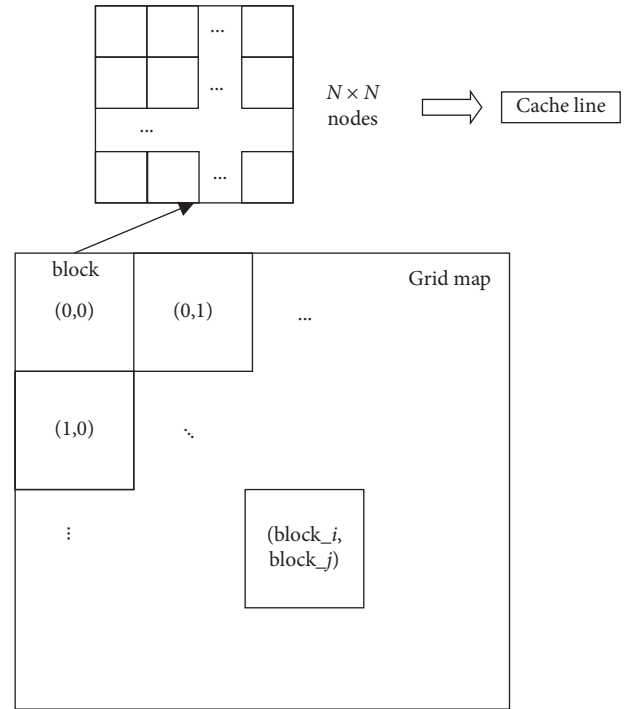 ...
...
...
...
N × N
nodes
Cache line
block
(0,0)
(0,1)
...
Grid map
(1,0)
⋱
⋮
(block_i,
block_j)